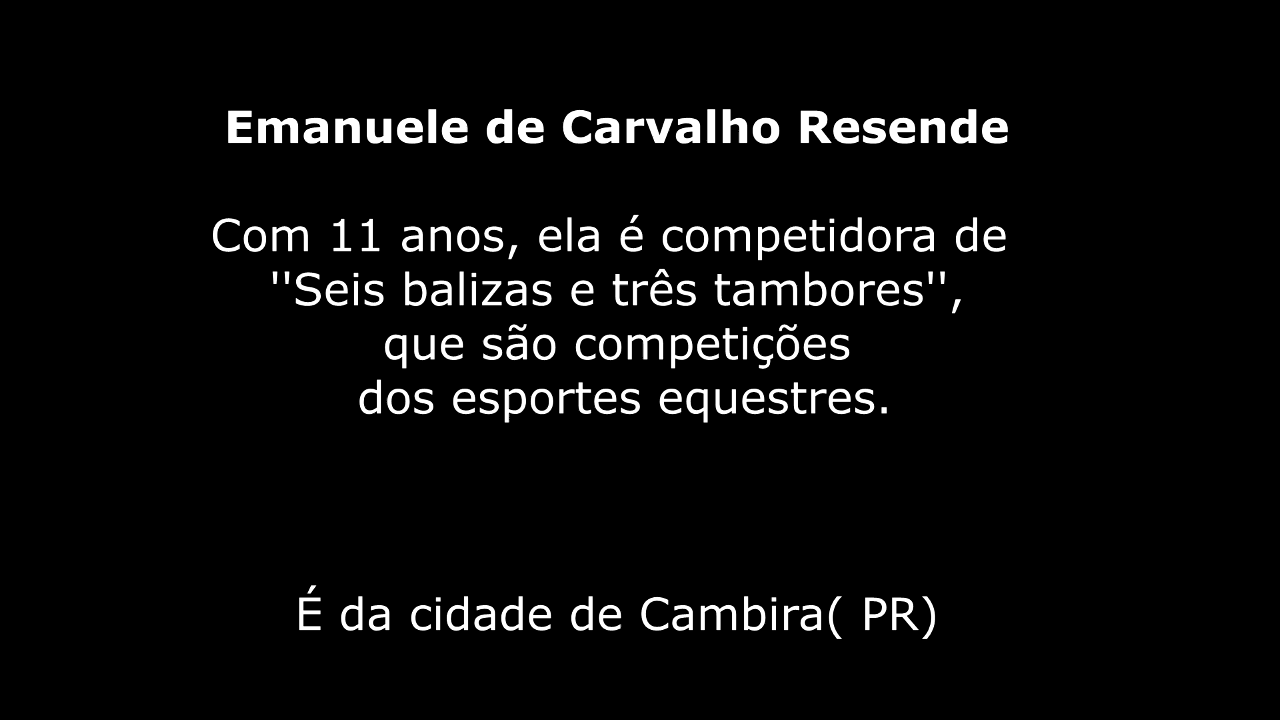 Emanuele de Carvalho Resende
Com 11 anos, ela é competidora de
''Seis balizas e três tambores'',
que são competições
dos esportes equestres.
É da cidade de Cambira( PR)